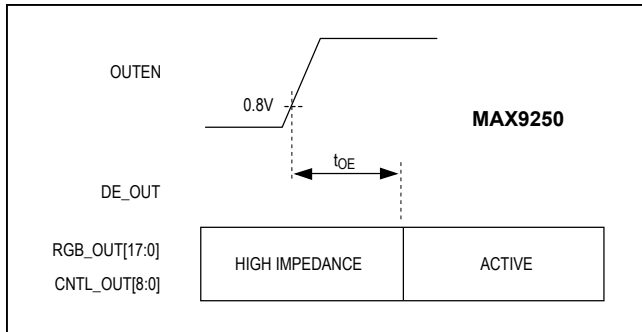 OUTEN
0.8V
MAX9250
tOE
DE_OUT
RGB_OUT[17:0]
CNTL_OUT[8:0]
HIGH IMPEDANCE
ACTIVE